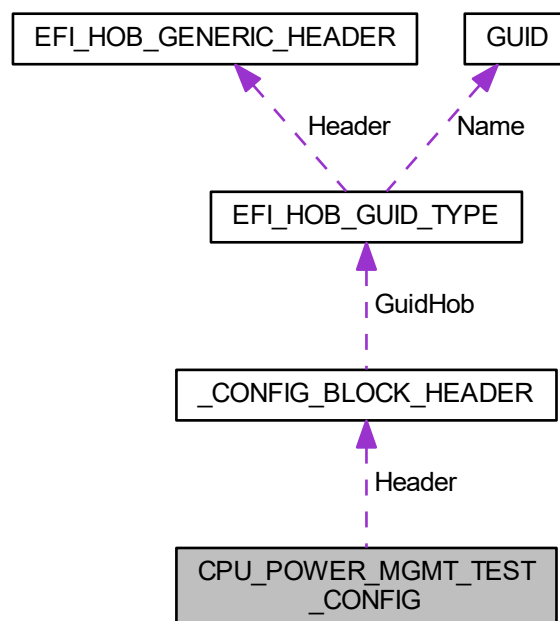 EFI_HOB_GENERIC_HEADER
GUID
Header
Name
EFI_HOB_GUID_TYPE
GuidHob
_CONFIG_BLOCK_HEADER
Header
CPU_POWER_MGMT_TEST
_CONFIG